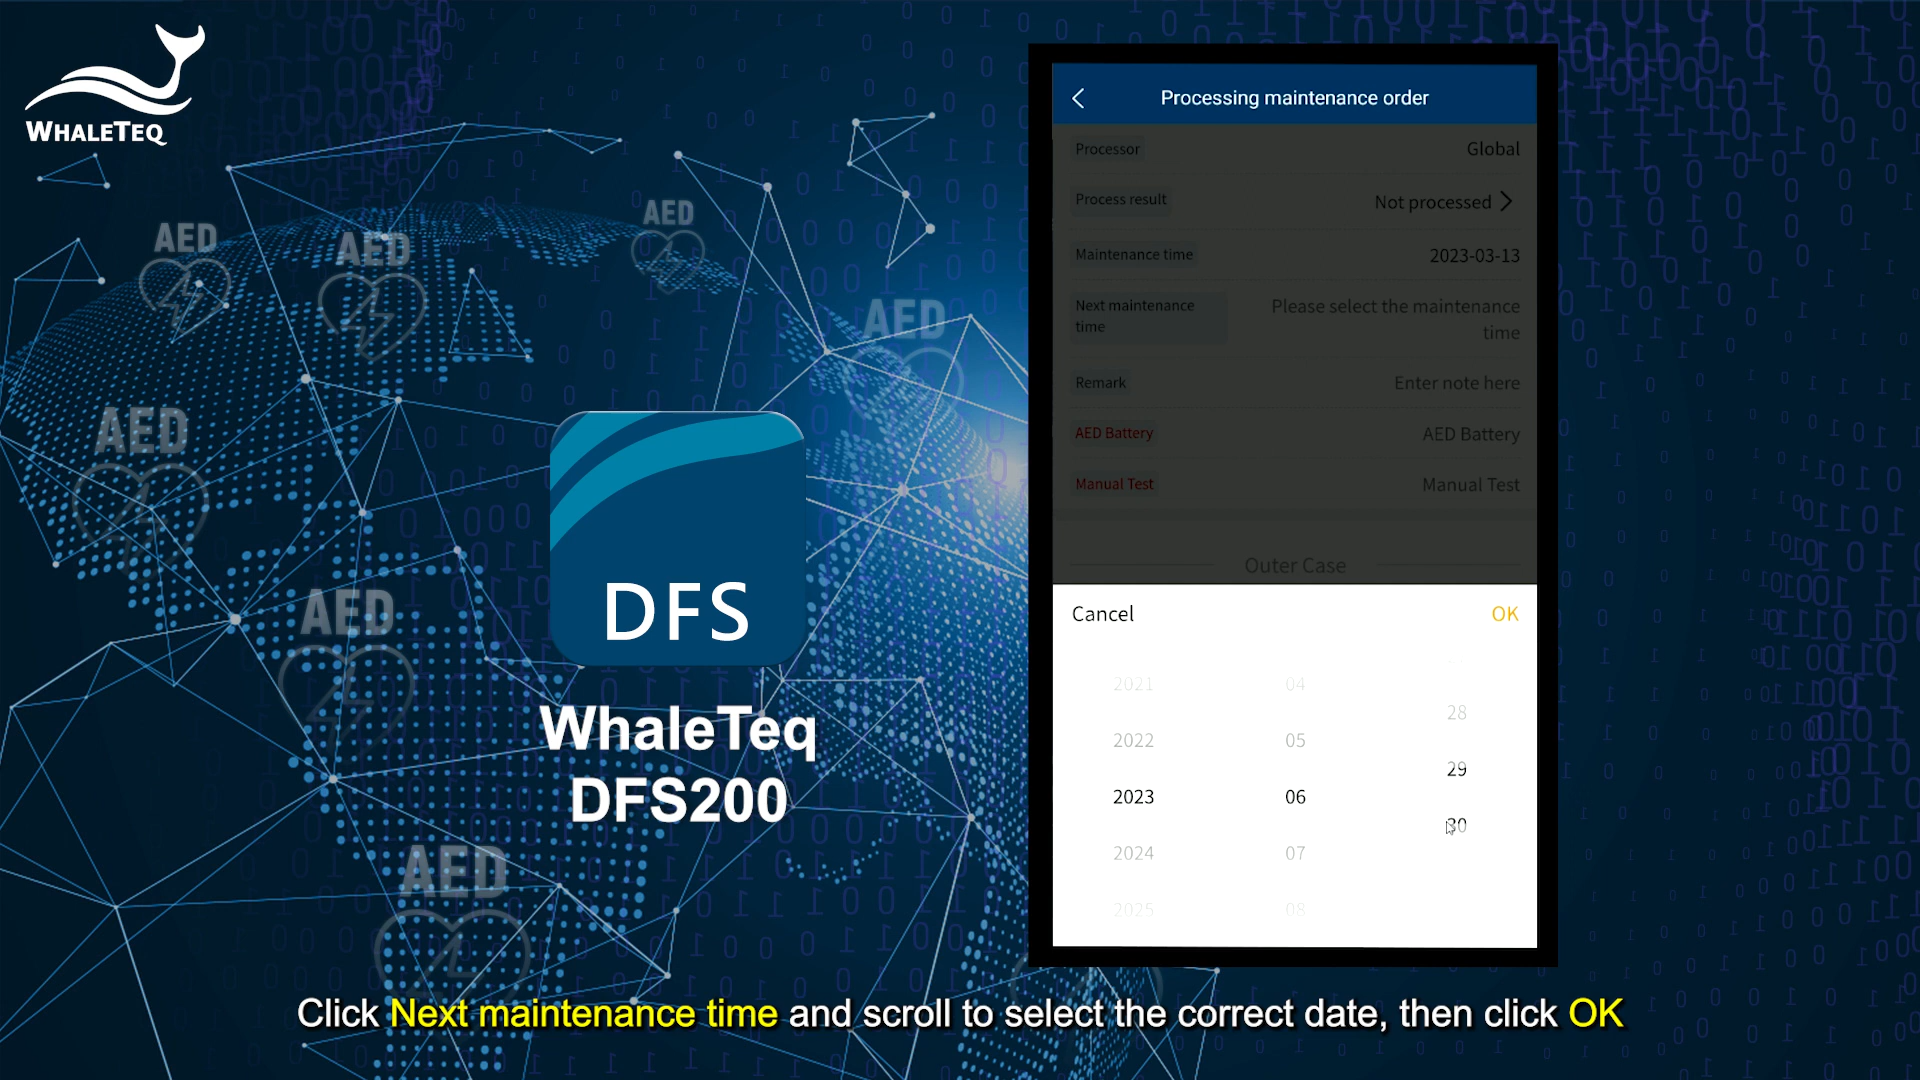 WHALETEQ
AED
AED
AED
AED
AED
AED
AED
DFS
WhaleTeq
DFS200
Processing maintenance order
Processor
Global
Process result
Not processed
Maintenance time
2023-03-13
Next maintenance
time
Please select the maintenance
time
Remark
Enter note here
AED Battery
AED Battery
Manual Test
Manual Test
Outer Case
Cancel
OK
2021 04
28
2022 05
29
2023 06
30
2024 07
2025 08
Click Next maintenance time and scroll to select the correct date, then click OK